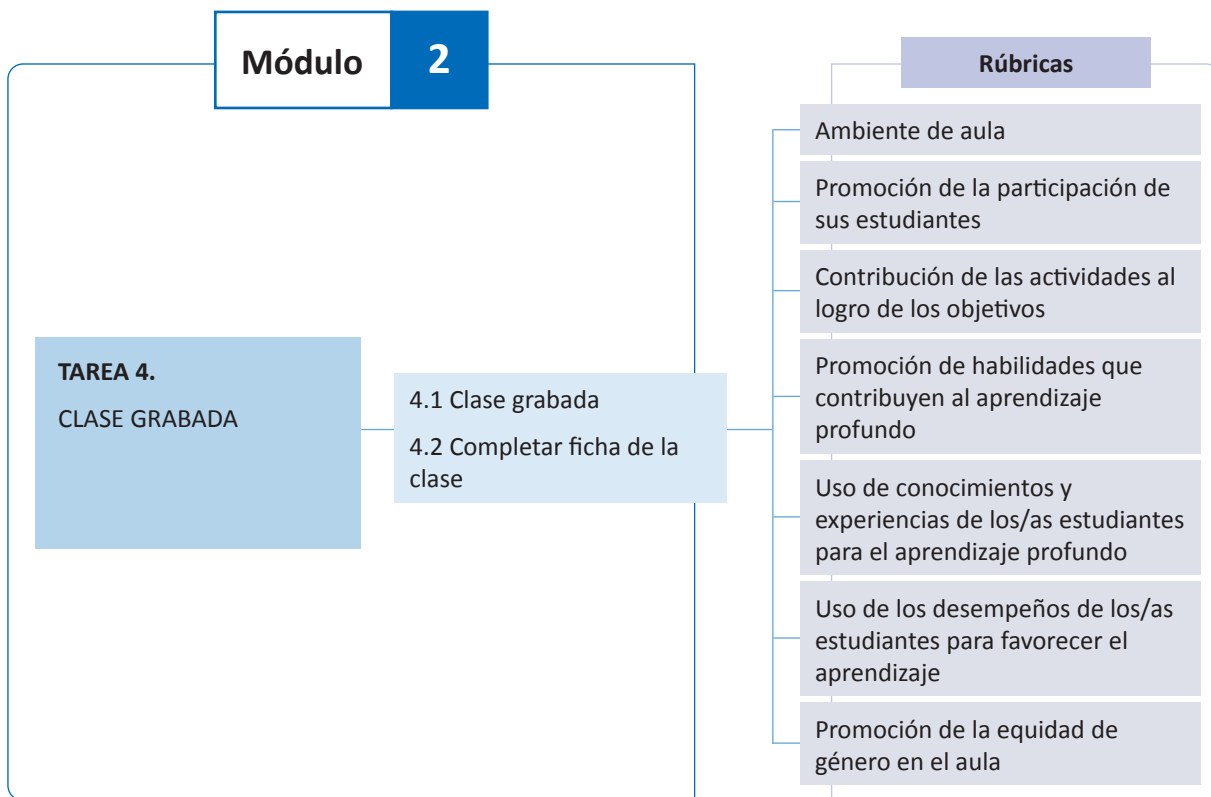 Módulo 2
Rúbricas
TAREA 4.
CLASE GRABADA
4.1 Clase grabada
4.2 Completar ficha de la
clase
Ambiente de aula
Promoción de la participación de
sus estudiantes
Contribución de las actividades al
logro de los objetivos
Promoción de habilidades que
contribuyen al aprendizaje
profundo
Uso de conocimientos y
experiencias de los/as estudiantes
para el aprendizaje profundo
Uso de los desempeños de los/as
estudiantes para favorecer el
aprendizaje
Promoción de la equidad de
género en el aula